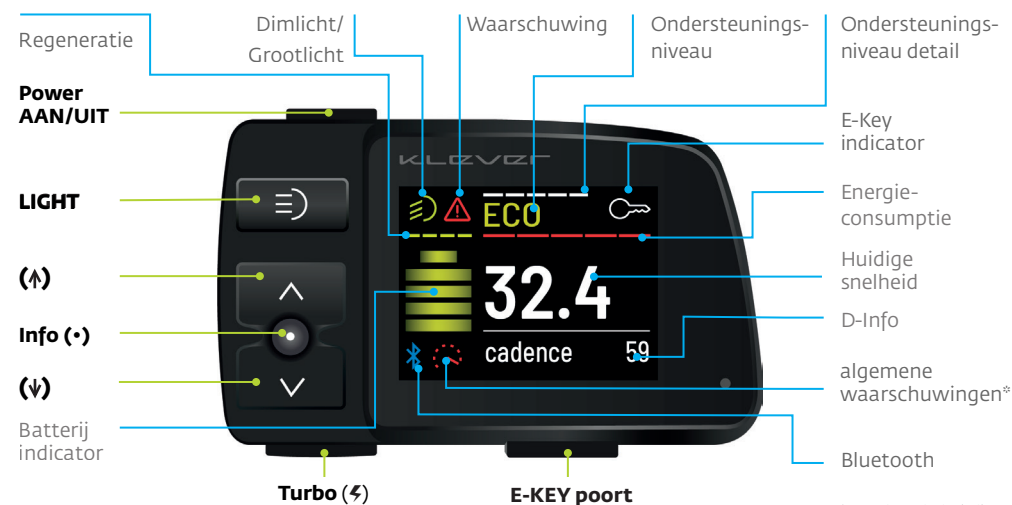 Regeneratie
Dimlicht/
Grootlicht
Waarschuwing
Ondersteunings-
niveau
Ondersteunings-
niveau detail
Power
AAN/UIT
E-Key
indicator
KLEVER
LIGHT
ECO
Energie-
consumptie
(↑)
32.4
Huidige
snelheid
Info (•)
D-Info
cadence 59
(↓)
algemene
waarschuwingen*
Batterij
indicator
Bluetooth
Turbo (⚡)
E-KEY poort